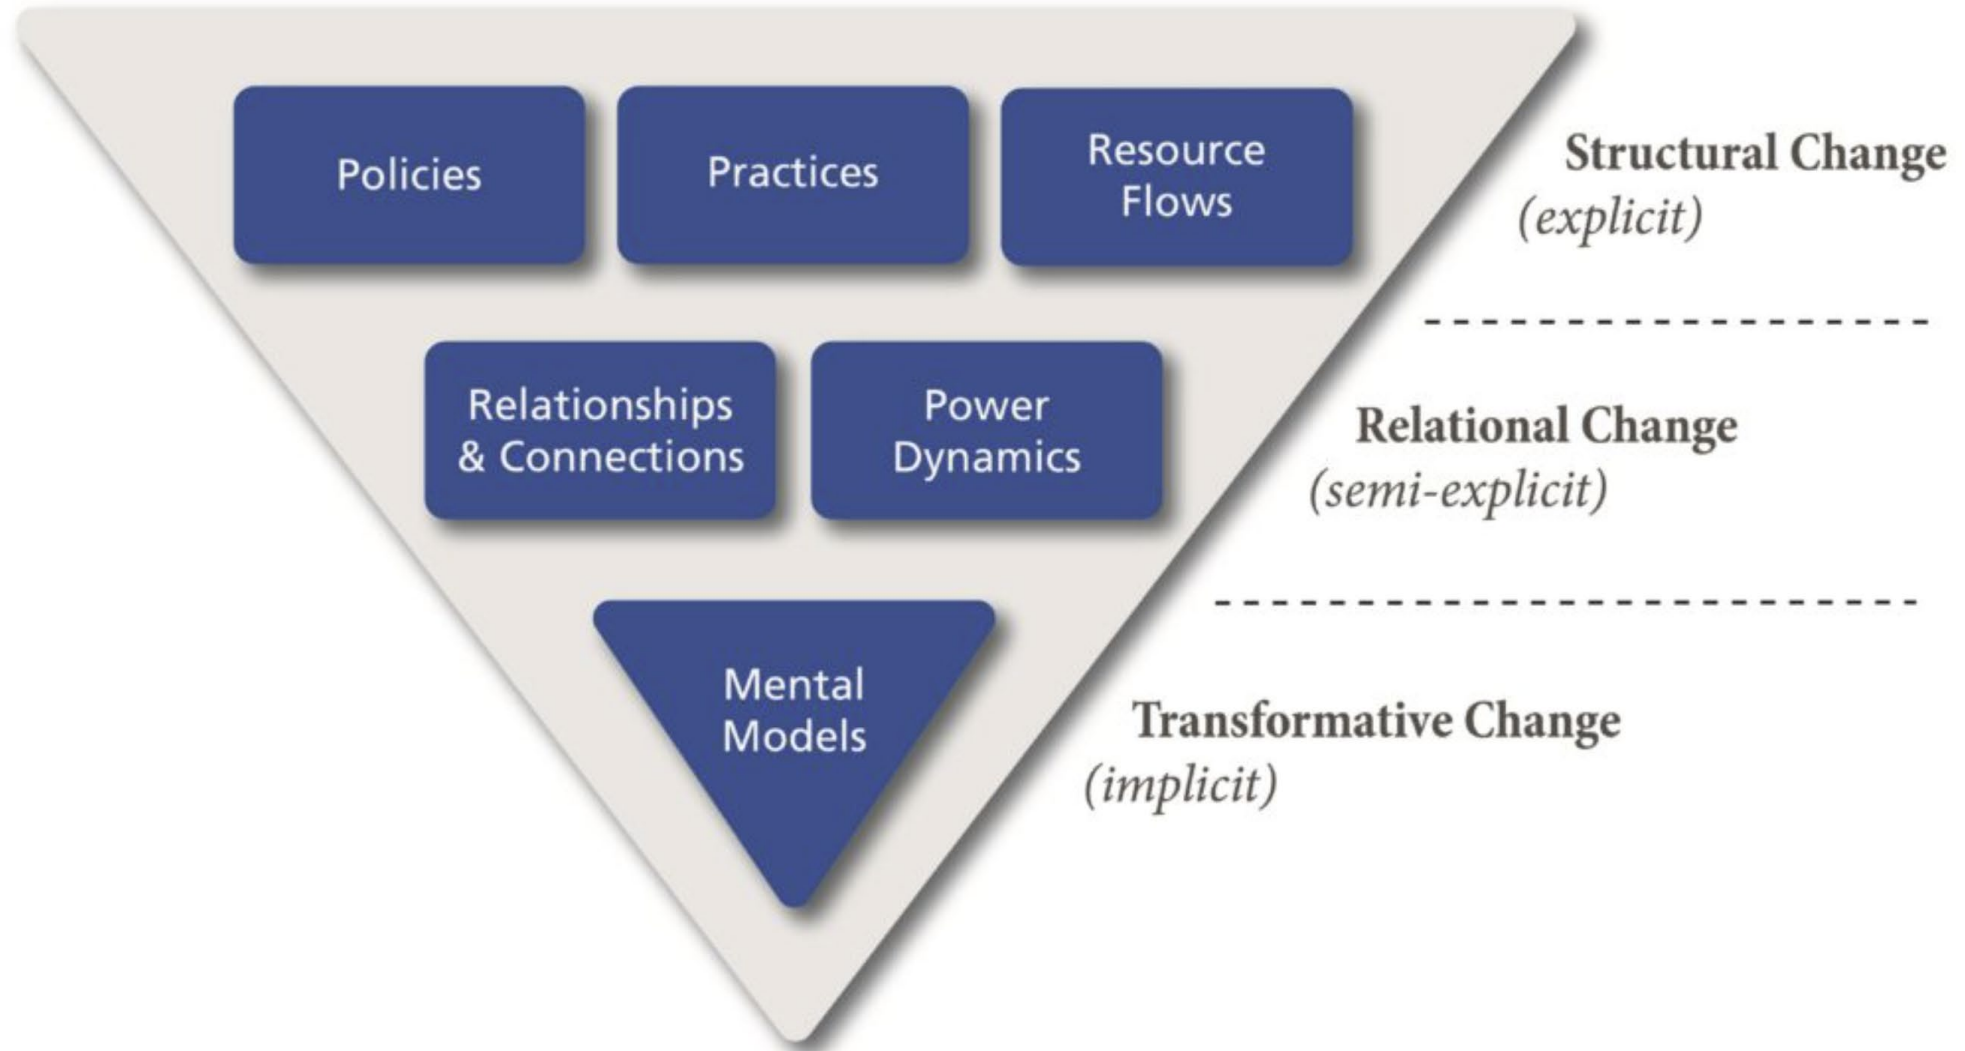 Policies
Practices
Resource
Flows
Structural Change
(explicit)
Relationships
& Connections
Power
Dynamics
Relational Change
(semi-explicit)
Mental
Models
Transformative Change
(implicit)